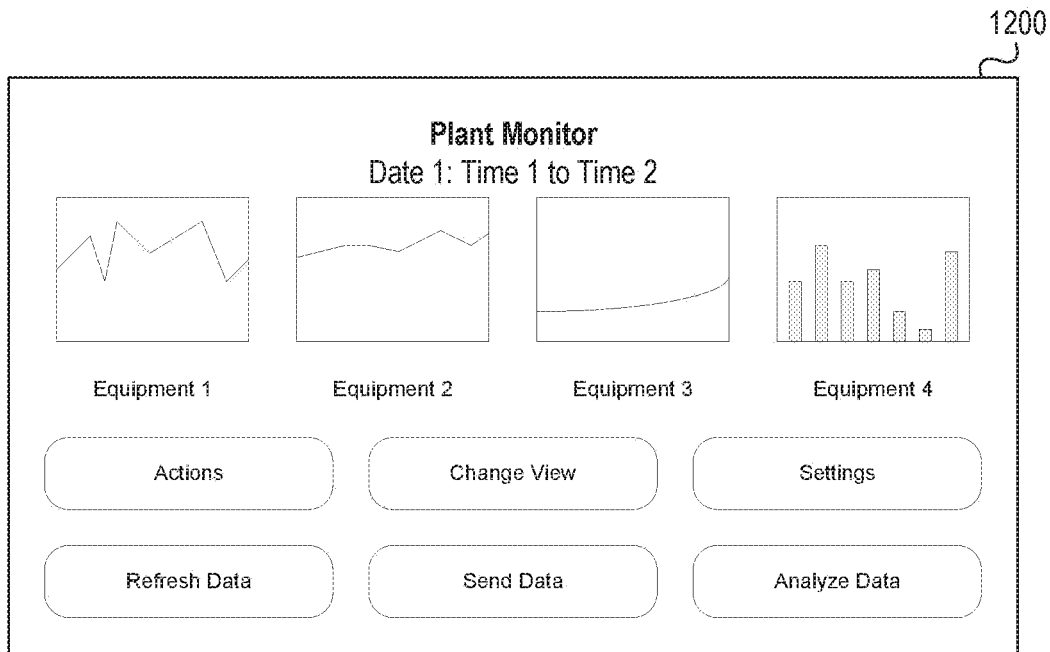 1200
Plant Monitor
Date 1: Time 1 to Time 2
Equipment 1
Equipment 2
Equipment 3
Equipment 4
Actions
Change View
Settings
Refresh Data
Send Data
Analyze Data